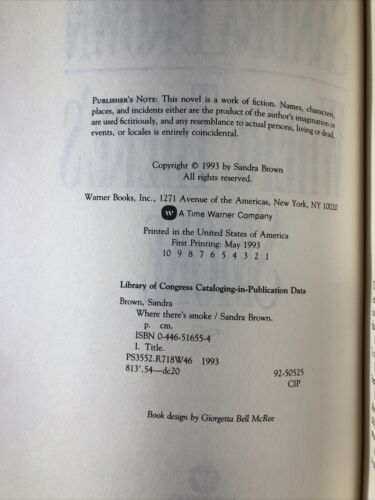 PUBLISHER'S NOTE: This novel is a work of fiction. Names, characters,
places, and incidents either are the product of the author's imagination or
are used fictitiously, and any resemblance to actual persons, living or dead,
events, or locales is entirely coincidental.
Copyright © 1993 by Sandra Brown
All rights reserved.
Warner Books, Inc., 1271 Avenue of the Americas, New York, NY 10020
W A Time Warner Company
Printed in the United States of America
First Printing: May 1993
10 9 8 7 6 5 4 3 2 1
Library of Congress Cataloging-in-Publication Data
Brown, Sandra
Where there's smoke / Sandra Brown.
p. cm.
ISBN 0-446-51655-4
I. Title.
PS3552.R718W46 1993
813'.54—dc20 92-50525
CIP
Book design by Giorgetta Bell McRee